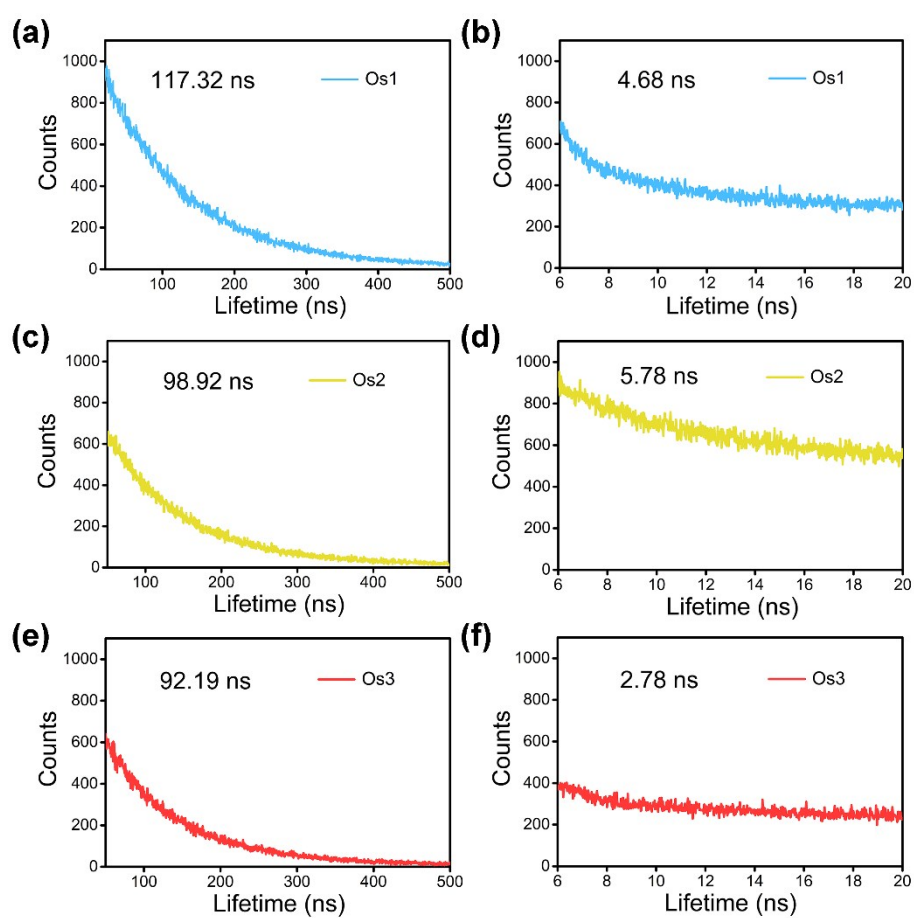 (a)
117.32 ns
Os1
Counts
1000
800
600
400
200
0
100 200 300 400 500
Lifetime (ns)
(b)
4.68 ns
Os1
Counts
1000
800
600
400
200
0
6 8 10 12 14 16 18 20
Lifetime (ns)
(c)
98.92 ns
Os2
Counts
1000
800
600
400
200
0
100 200 300 400 500
Lifetime (ns)
(d)
5.78 ns
Os2
Counts
1000
800
600
400
200
0
6 8 10 12 14 16 18 20
Lifetime (ns)
(e)
92.19 ns
Os3
Counts
1000
800
600
400
200
0
100 200 300 400 500
Lifetime (ns)
(f)
2.78 ns
Os3
Counts
1000
800
600
400
200
0
6 8 10 12 14 16 18 20
Lifetime (ns)